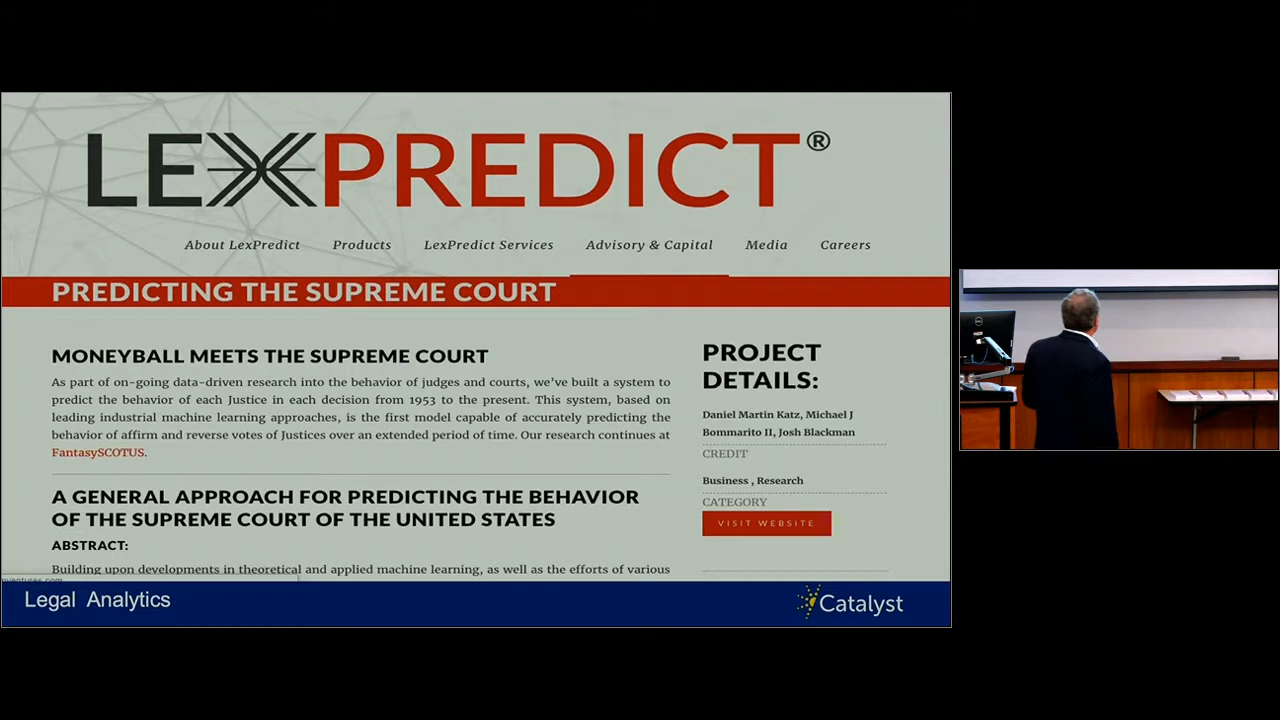 LEXPREDICT®
About LexPredict Products LexPredict Services Advisory & Capital Media Careers
PREDICTING THE SUPREME COURT
MONEYBALL MEETS THE SUPREME COURT
As part of on-going data-driven research into the behavior of judges and courts, we've built a system to
predict the behavior of each Justice in each decision from 1953 to the present. This system, based on
leading industrial machine learning approaches, is the first model capable of accurately predicting the
behavior of affirm and reverse votes of Justices over an extended period of time. Our research continues at
FantasySCOTUS.
A GENERAL APPROACH FOR PREDICTING THE BEHAVIOR
OF THE SUPREME COURT OF THE UNITED STATES
ABSTRACT:
Building upon developments in theoretical and applied machine learning, as well as the efforts of various
PROJECT
DETAILS:
Daniel Martin Katz, Michael J
Bommarito II, Josh Blackman
CREDIT
Business , Research
CATEGORY
VISIT WEBSITE
Legal Analytics
Catalyst